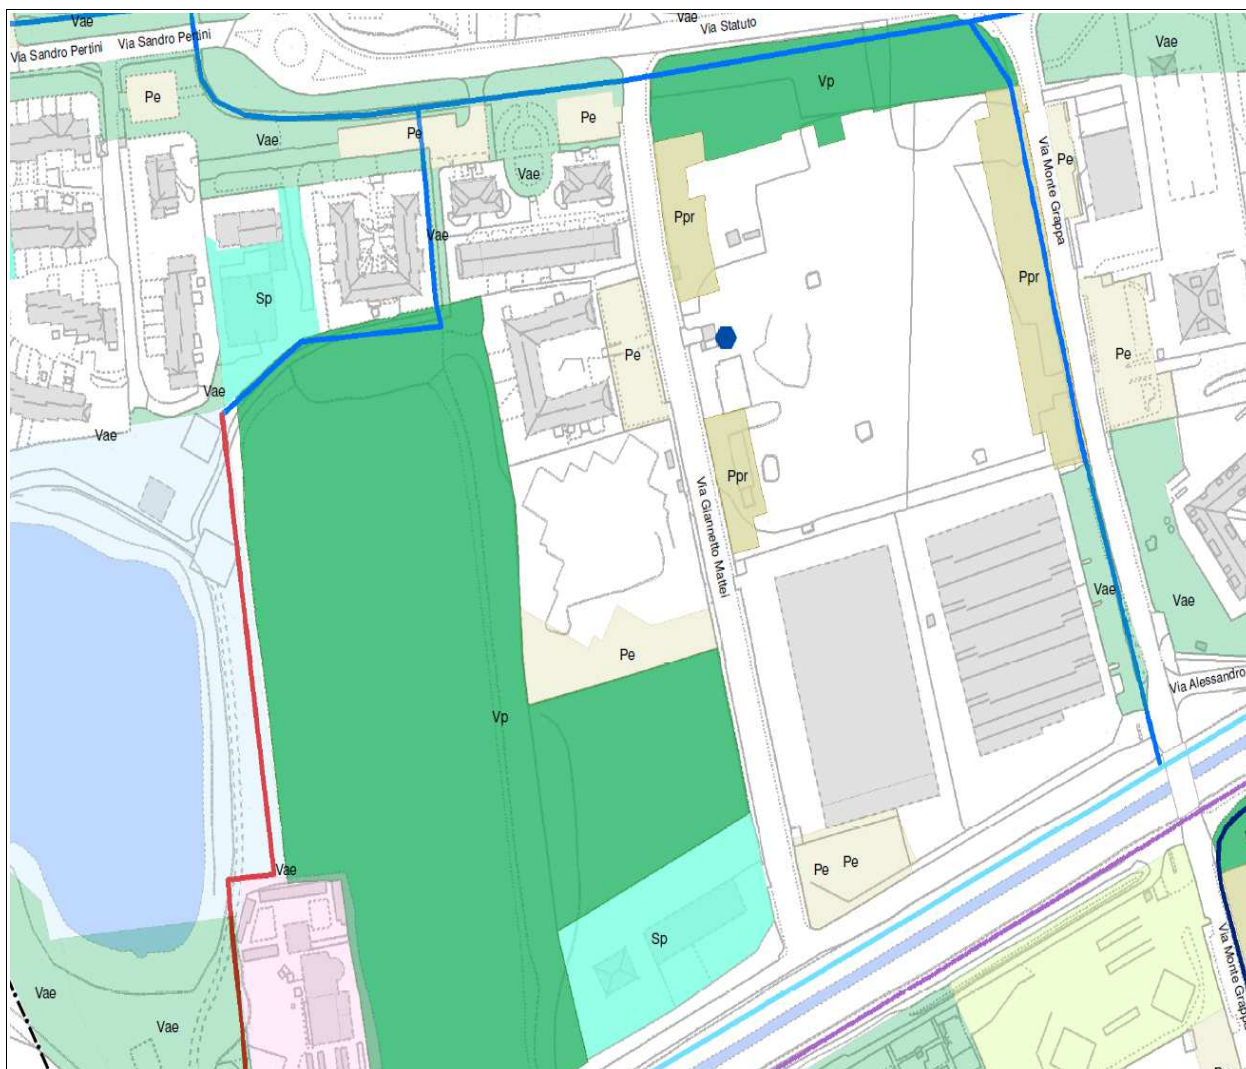 Vae
Vae
Via Statuto
Via Sandro Pertini
Via Sandro Pertini
Vae
Vp
Pe
Pe
Pe
Vae
Vae
Via Monte Grappa
Pe
Ppr
Vae
Ppr
Sp
Pe
Pe
Vae
Vae
Ppr
Via Giannetto Mattei
Vae
Vae
Pe
Via Alessandro
Vp
Pe
Pe
Vae
Sp
Via Monte Grappa
Vae
Vae